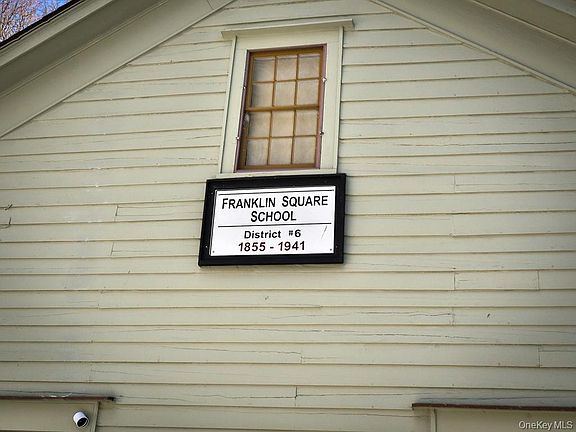 FRANKLIN SQUARE
SCHOOL
District #6
1855 - 1941
OneKey MLS